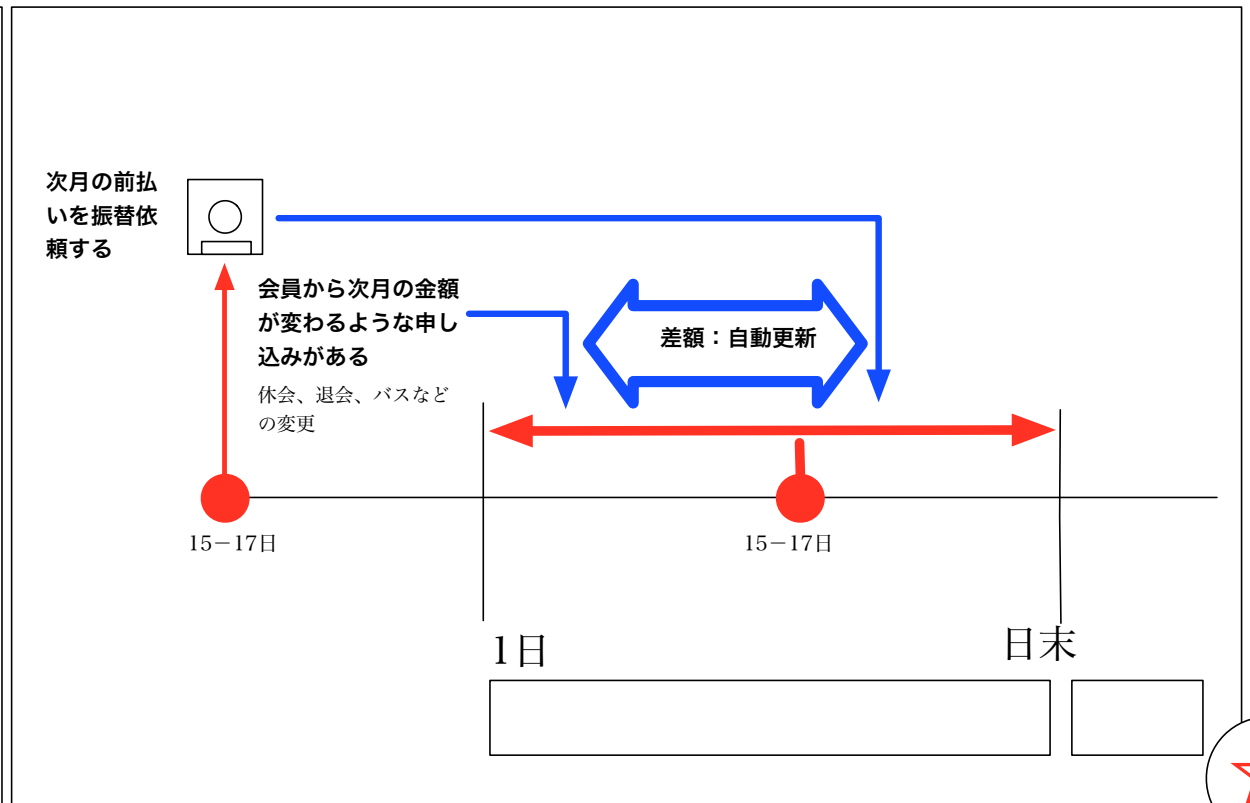 次月の前払
いを振替依
頼する
会員から次月の金額
が変わるような申し
込みがある
休会、退会、バスなど
の変更
差額：自動更新
15－17日
15－17日
1日
日末